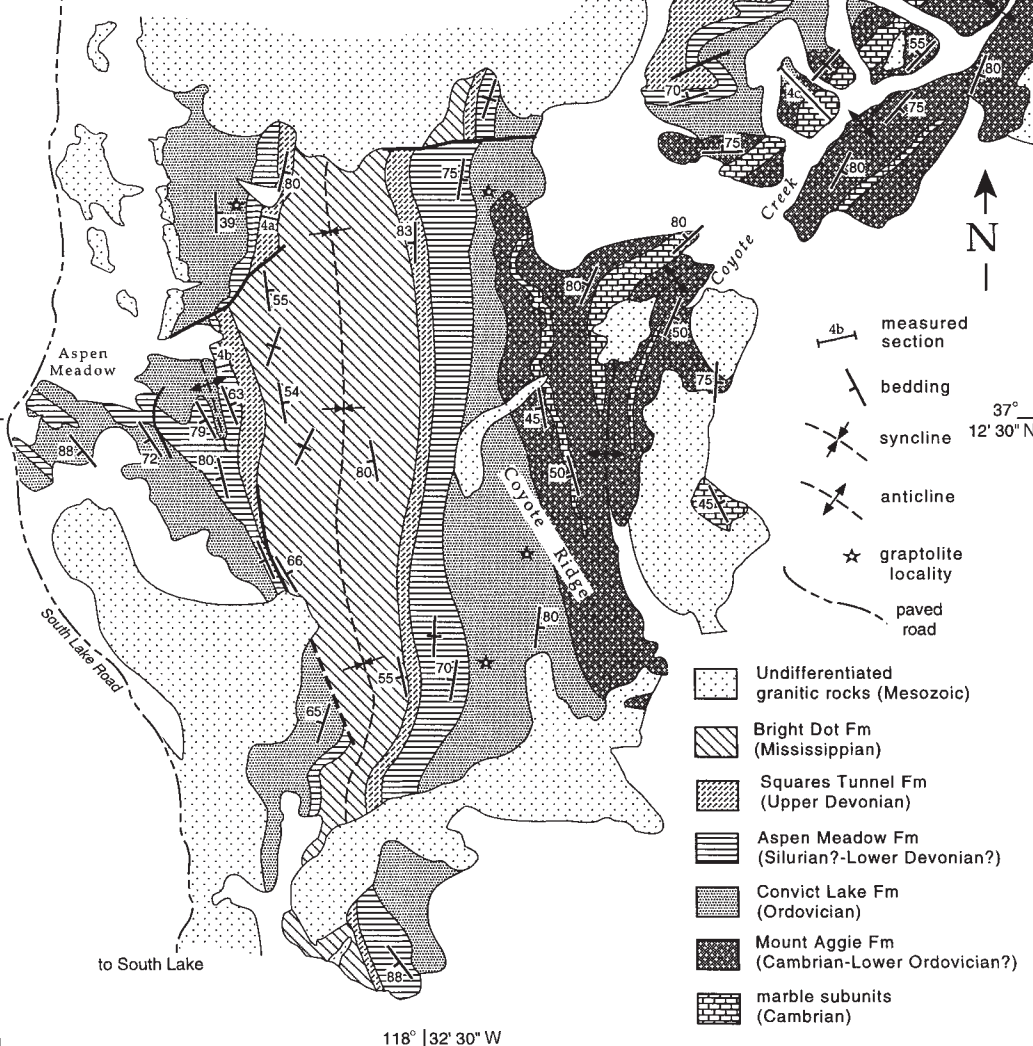 55
80
70
4c
75
75
80
75
80
39
4a
83
80
80
Coyote Creek
N
55
50
4b
measured
section
4b
Aspen
Meadow
bedding
75
63
54
45
37°
12' 30" N
79
syncline
88
72
80
80
50
anticline
45
Coyote Ridge
66
graptolite
locality
80
paved
road
South Lake Road
70
55
65
Undifferentiated
granitic rocks (Mesozoic)
Bright Dot Fm
(Mississippian)
Squares Tunnel Fm
(Upper Devonian)
Aspen Meadow Fm
(Silurian?-Lower Devonian?)
Convict Lake Fm
(Ordovician)
Mount Aggie Fm
(Cambrian-Lower Ordovician?)
to South Lake
88
marble subunits
(Cambrian)
118° 32' 30" W